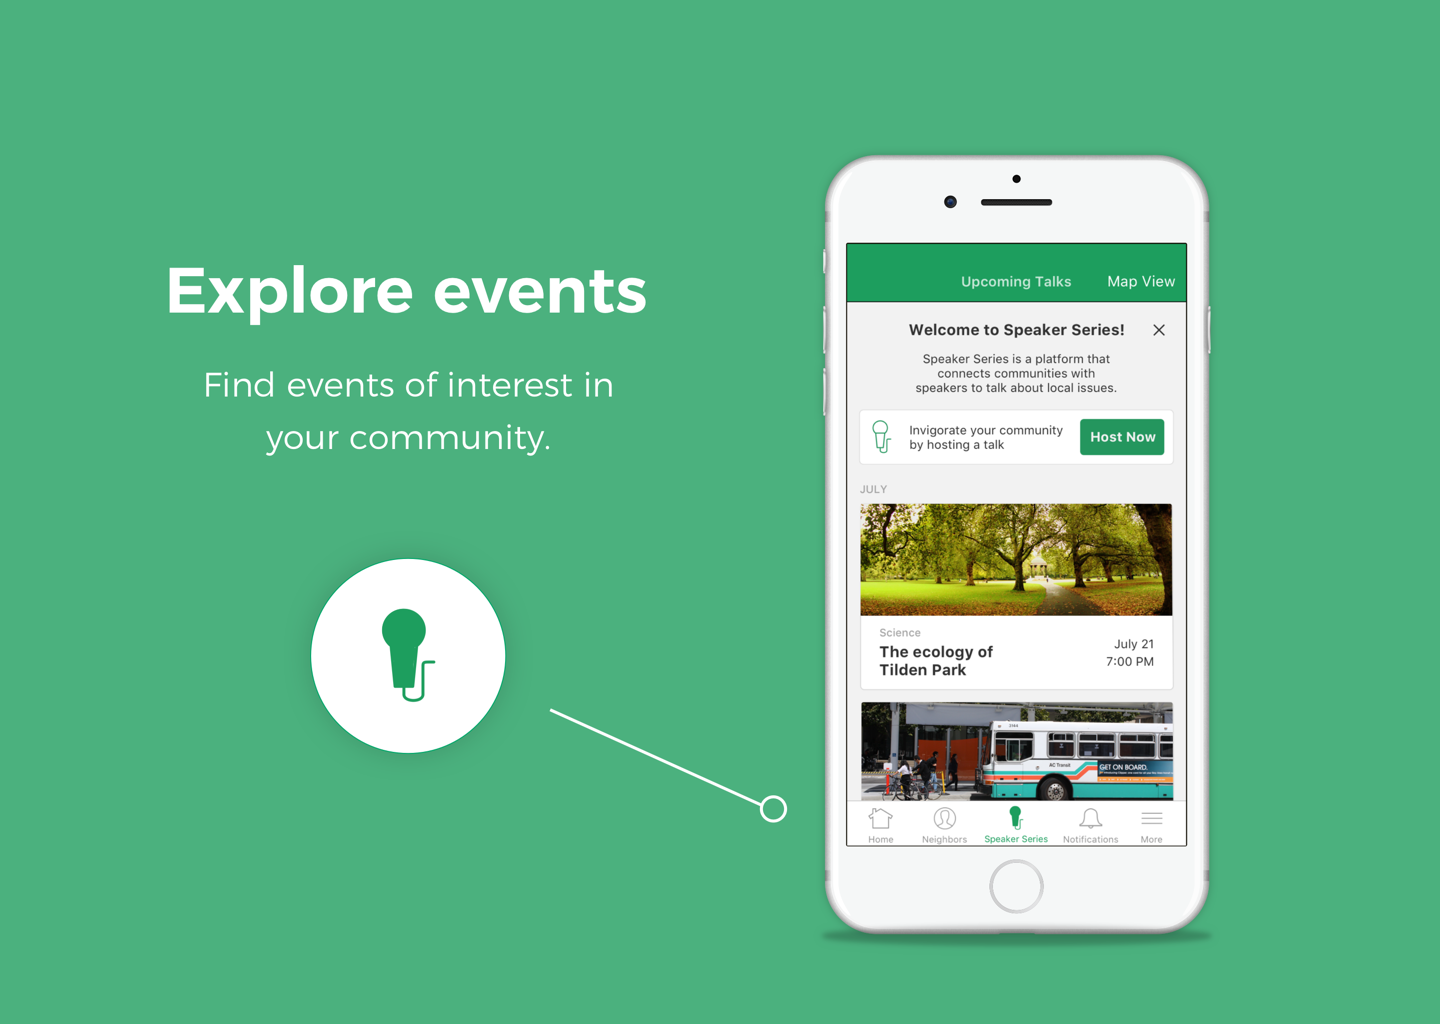 Explore events
Find events of interest in
your community.
Upcoming Talks
Map View
Welcome to Speaker Series!
Speaker Series is a platform that
connects communities with
speakers to talk about local issues.
Invigorate your community
by hosting a talk
Host Now
JULY
Science
The ecology of
Tilden Park
July 21
7:00 PM
AC Transit
GET ON BOARD.
Home
Neighbors
Speaker Series
Notifications
More